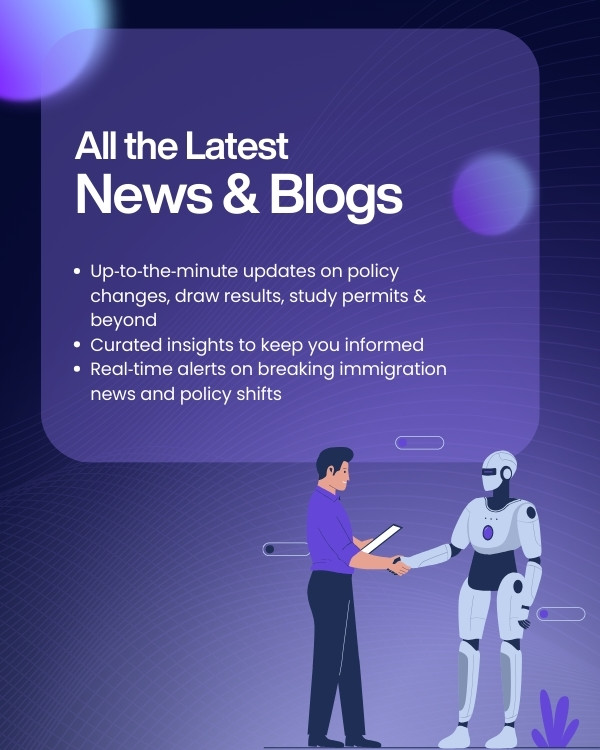 All the Latest
News & Blogs
• Up-to-the-minute updates on policy
changes, draw results, study permits &
beyond
• Curated insights to keep you informed
• Real-time alerts on breaking immigration
news and policy shifts